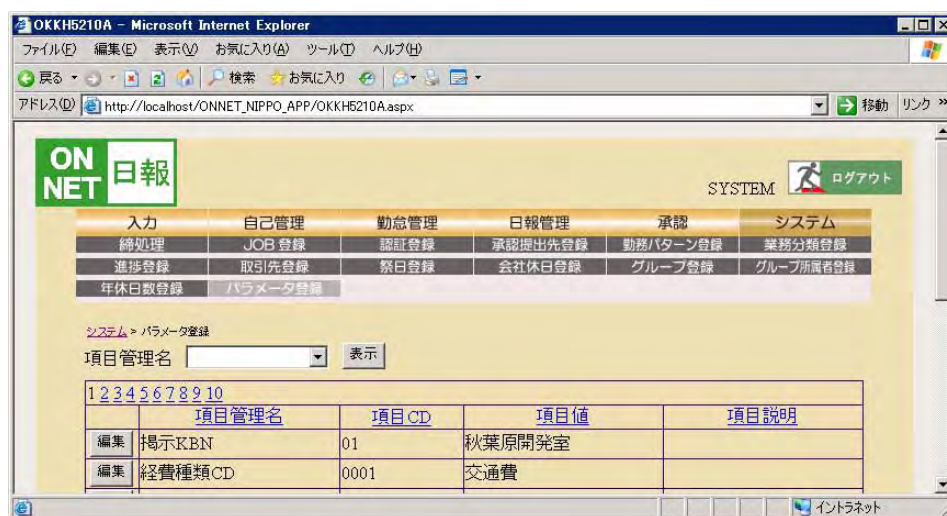 OKKH5210A - Microsoft Internet Explorer
ファイル(F) 編集(E) 表示(V) お気に入り(A) ツール(T) ヘルプ(H)
戻る 検索 お気に入り
アドレス(D) http://localhost/ONNET_NIPPO_APP/OKKH5210A.aspx 移動 リンク »
ON NET 日報
SYSTEM ログアウト
入力 自己管理 勤怠管理 日報管理 承認 システム
締処理 JOB登録 認証登録 承認提出先登録 勤務パターン登録 業務分類登録
進捗登録 取引先登録 祭日登録 会社休日登録 グループ登録 グループ所属者登録
年休日数登録 パラメータ登録
システム > パラメータ登録
項目管理名 表示
1 2 3 4 5 6 7 8 9 10
項目管理名 項目CD 項目値 項目説明
編集 掲示KBN 01 秋葉原開発室
編集 経費種類CD 0001 交通費
イントラネット